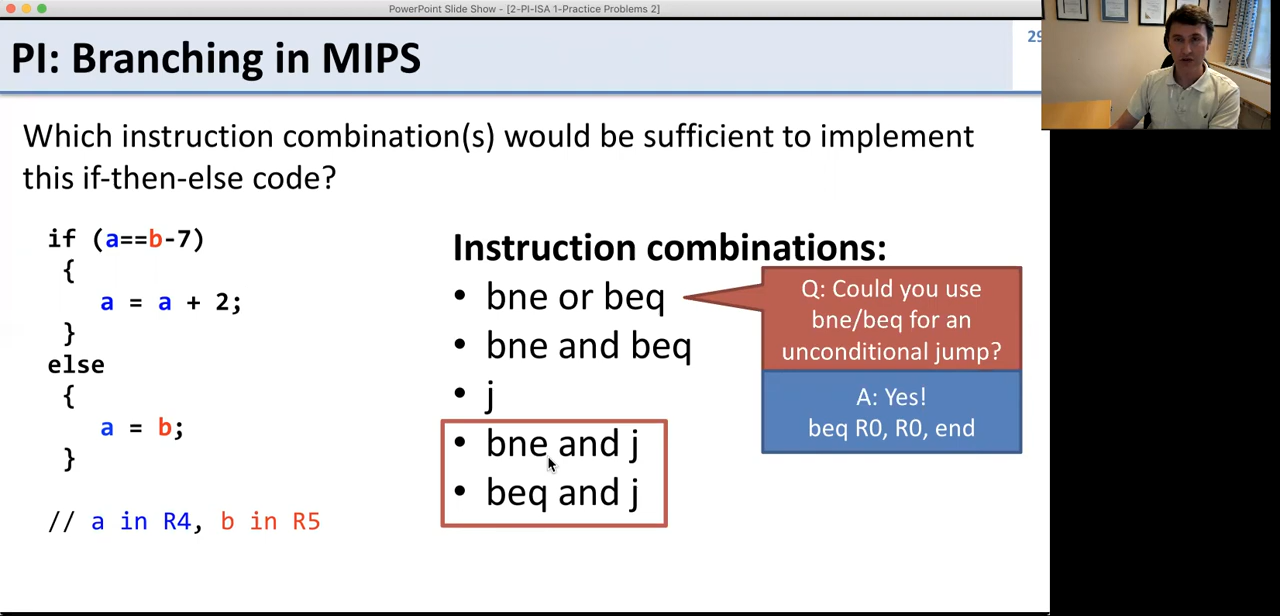 PowerPoint Slide Show - [2-PI-ISA 1-Practice Problems 2]
PI: Branching in MIPS
29
Which instruction combination(s) would be sufficient to implement
this if-then-else code?
if (a==b-7)
{
a = a + 2;
}
else
{
a = b;
}
// a in R4, b in R5
Instruction combinations:
• bne or beq
• bne and beq
• j
• bne and j
• beq and j
Q: Could you use
bne/beq for an
unconditional jump?
A: Yes!
beq R0, R0, end